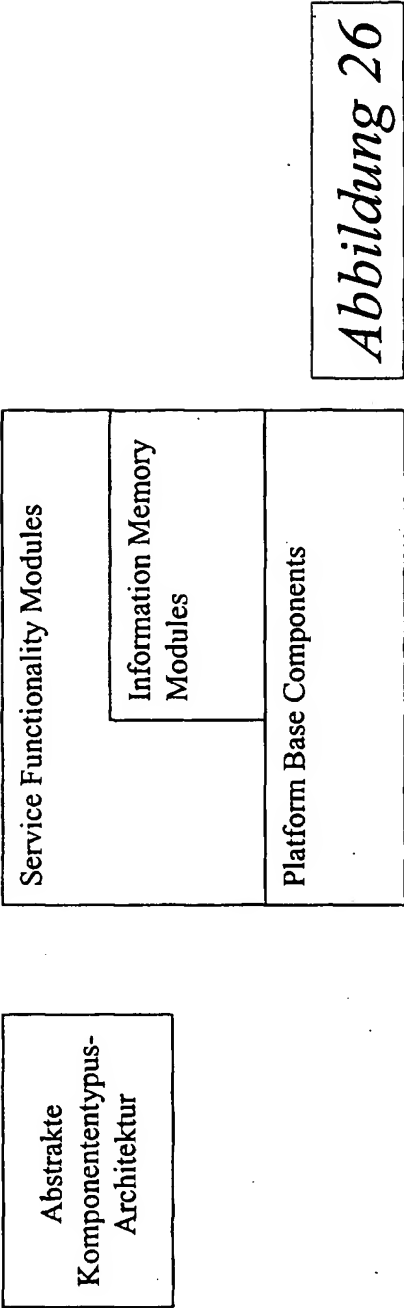 Abstrakte
Komponententypus-
Architektur
Service Functionality Modules
Information Memory
Modules
Platform Base Components
Abbildung 26